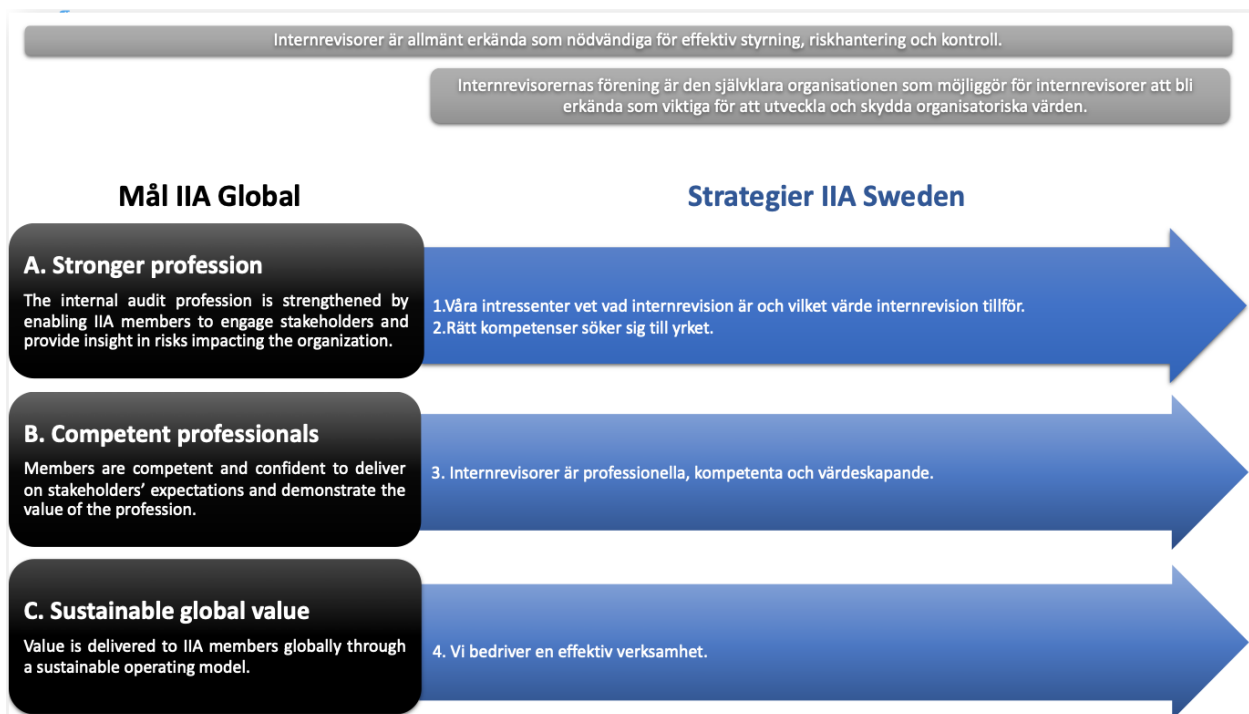 Internrevisorer är allmänt erkända som nödvändiga för effektiv styrning, riskhantering och kontroll.
Internrevisorernas förening är den självklara organisationen som möjliggör för internrevisorer att bli
erkända som viktiga för att utveckla och skydda organisatoriska värden.
Mål IIA Global
Strategier IIA Sweden
A. Stronger profession
The internal audit profession is strengthened by
enabling IIA members to engage stakeholders and
provide insight in risks impacting the organization.
1.Våra intressenter vet vad internrevision är och vilket värde internrevision tillför.
2.Rätt kompetenser söker sig till yrket.
B. Competent professionals
Members are competent and confident to deliver
on stakeholders’ expectations and demonstrate the
value of the profession.
3. Internrevisorer är professionella, kompetenta och värdeskapande.
C. Sustainable global value
Value is delivered to IIA members globally through
a sustainable operating model.
4. Vi bedriver en effektiv verksamhet.